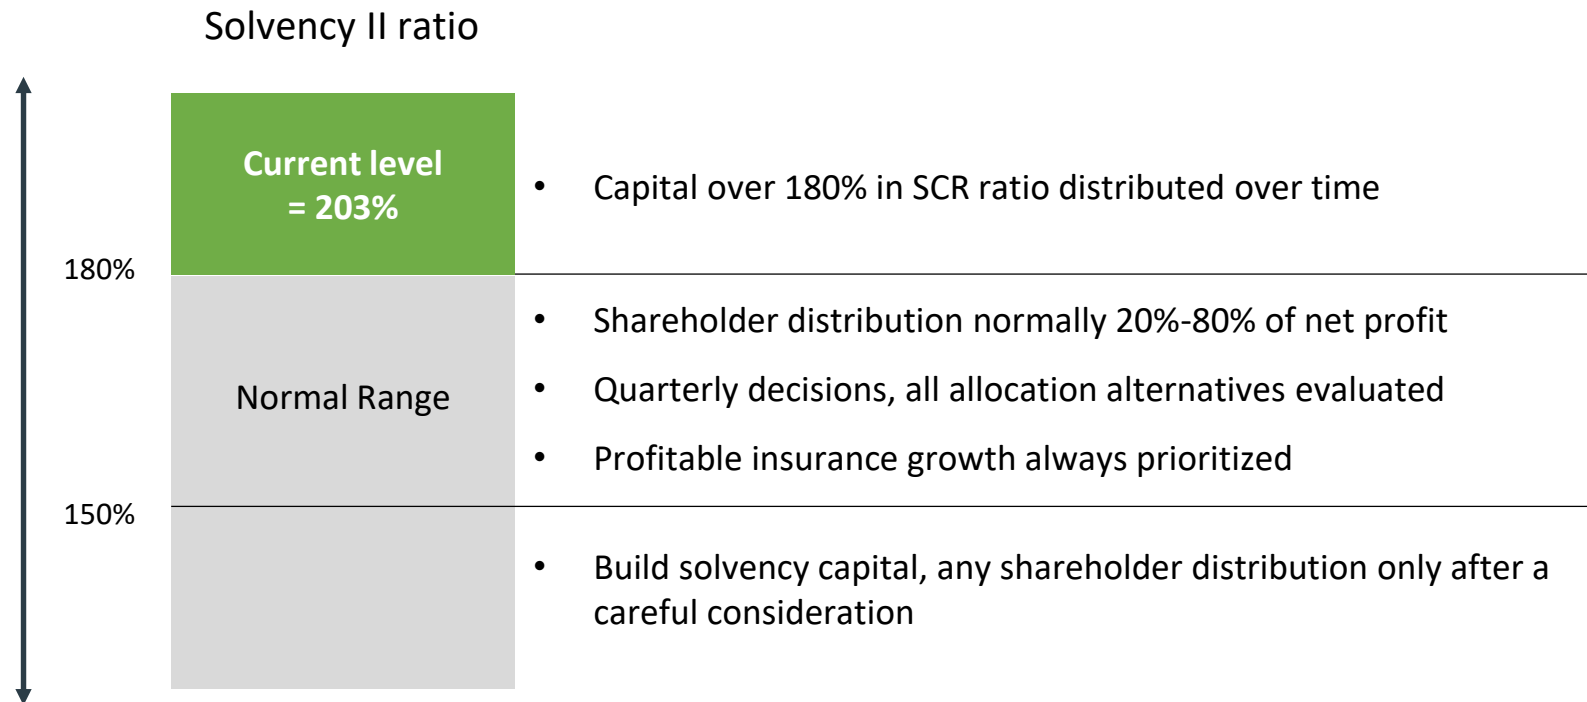 Solvency II ratio
Current level
= 203%
• Capital over 180% in SCR ratio distributed over time
180%
• Shareholder distribution normally 20%-80% of net profit
Normal Range
• Quarterly decisions, all allocation alternatives evaluated
• Profitable insurance growth always prioritized
150%
• Build solvency capital, any shareholder distribution only after a
careful consideration